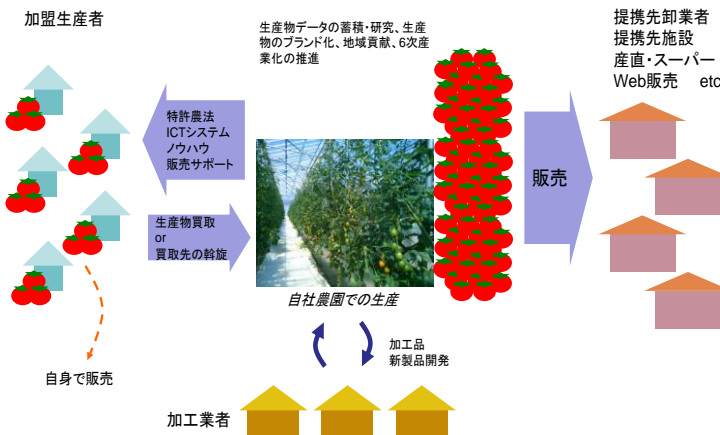 加盟生産者
生産物データの蓄積・研究、生産
物のブランド化、地域貢献、6次産
業化の推進
提携先卸業者
提携先施設
産直・スーパー
Web販売 etc
特許農法
ICTシステム
ノウハウ
販売サポート
販売
生産物買取
or
買取先の斡旋
自社農園での生産
加工品
新製品開発
自身で販売
加工業者